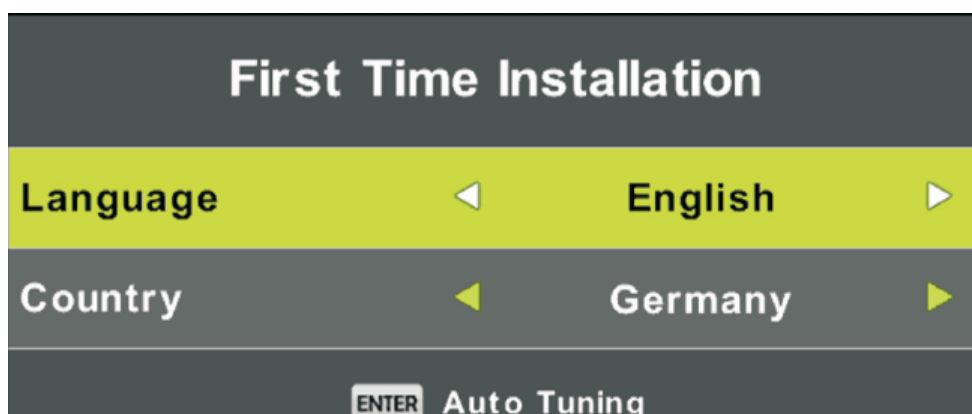 First Time Installation
Language English
Country Germany
ENTER Auto Tuning